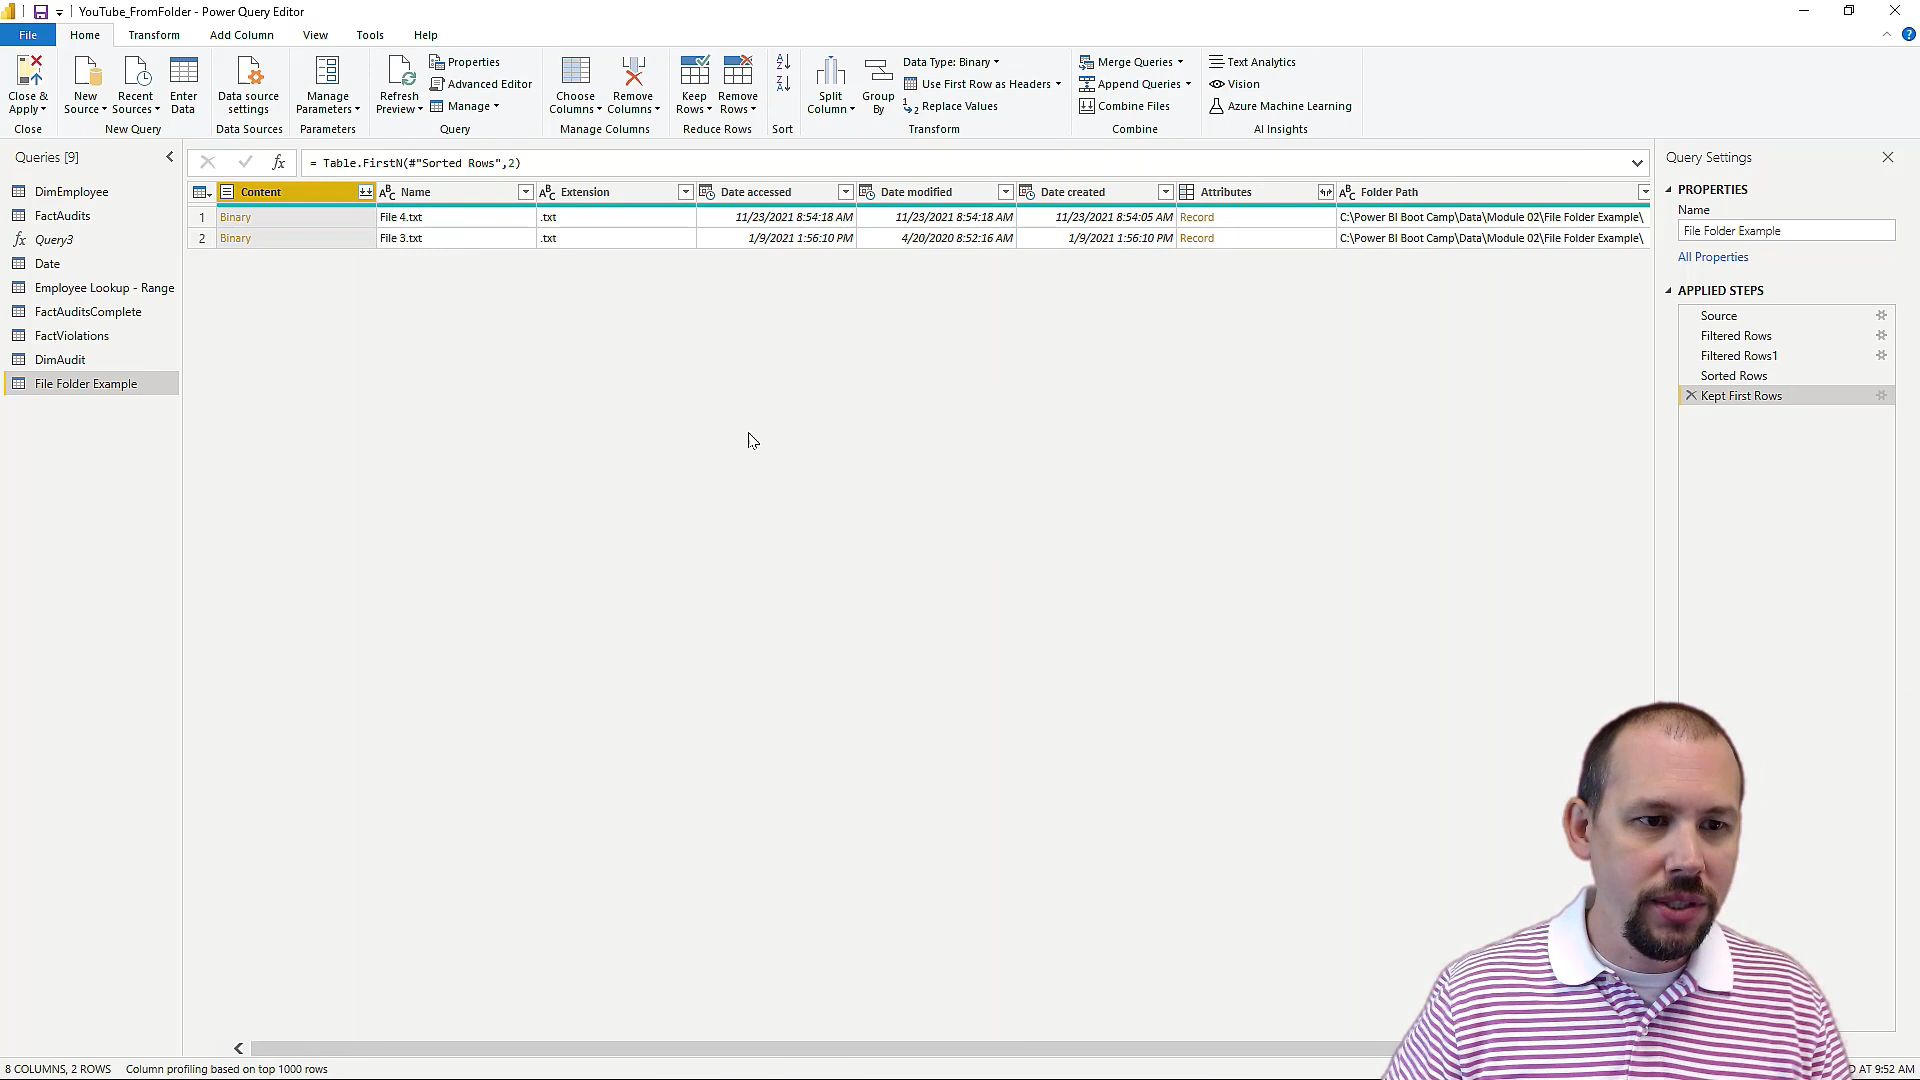 YouTube_FromFolder - Power Query Editor
File Home Transform Add Column View Tools Help
Close & Apply
Close
New Source
Recent Sources
Enter Data
New Query
Data source settings
Data Sources
Manage Parameters
Parameters
Refresh Preview
Properties
Advanced Editor
Manage
Query
Choose Columns
Remove Columns
Manage Columns
Keep Rows
Remove Rows
Reduce Rows
Sort
Split Column
Group By
Data Type: Binary
Use First Row as Headers
Replace Values
Transform
Merge Queries
Append Queries
Combine Files
Combine
Text Analytics
Vision
Azure Machine Learning
AI Insights
Queries [9]
DimEmployee
FactAudits
Query3
Date
Employee Lookup - Range
FactAuditsComplete
FactViolations
DimAudit
File Folder Example
= Table.FirstN(#"Sorted Rows",2)
Content Name Extension Date accessed Date modified Date created Attributes Folder Path
1 Binary File 4.txt .txt 11/23/2021 8:54:18 AM 11/23/2021 8:54:18 AM 11/23/2021 8:54:05 AM Record C:\Power BI Boot Camp\Data\Module 02\File Folder Example\
2 Binary File 3.txt .txt 1/9/2021 1:56:10 PM 4/20/2020 8:52:16 AM 1/9/2021 1:56:10 PM Record C:\Power BI Boot Camp\Data\Module 02\File Folder Example\
Query Settings
PROPERTIES
Name
File Folder Example
All Properties
APPLIED STEPS
Source
Filtered Rows
Filtered Rows1
Sorted Rows
Kept First Rows
8 COLUMNS, 2 ROWS Column profiling based on top 1000 rows
AT 9:52 AM